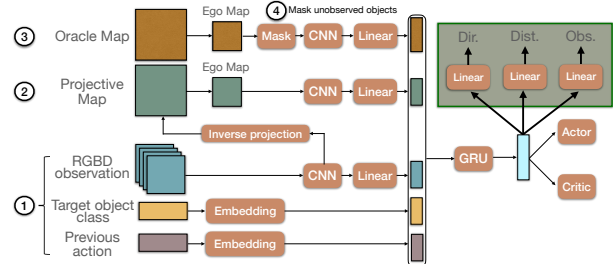 ④ Mask unobserved objects
Ego Map
③ Oracle Map
Mask
CNN
Linear
Dir. Dist. Obs.
Linear Linear Linear
Ego Map
② Projective
Map
CNN
Linear
Inverse projection
RGBD
observation
CNN
Linear
GRU
Actor
Critic
①
Target object
class
Embedding
Previous
action
Embedding